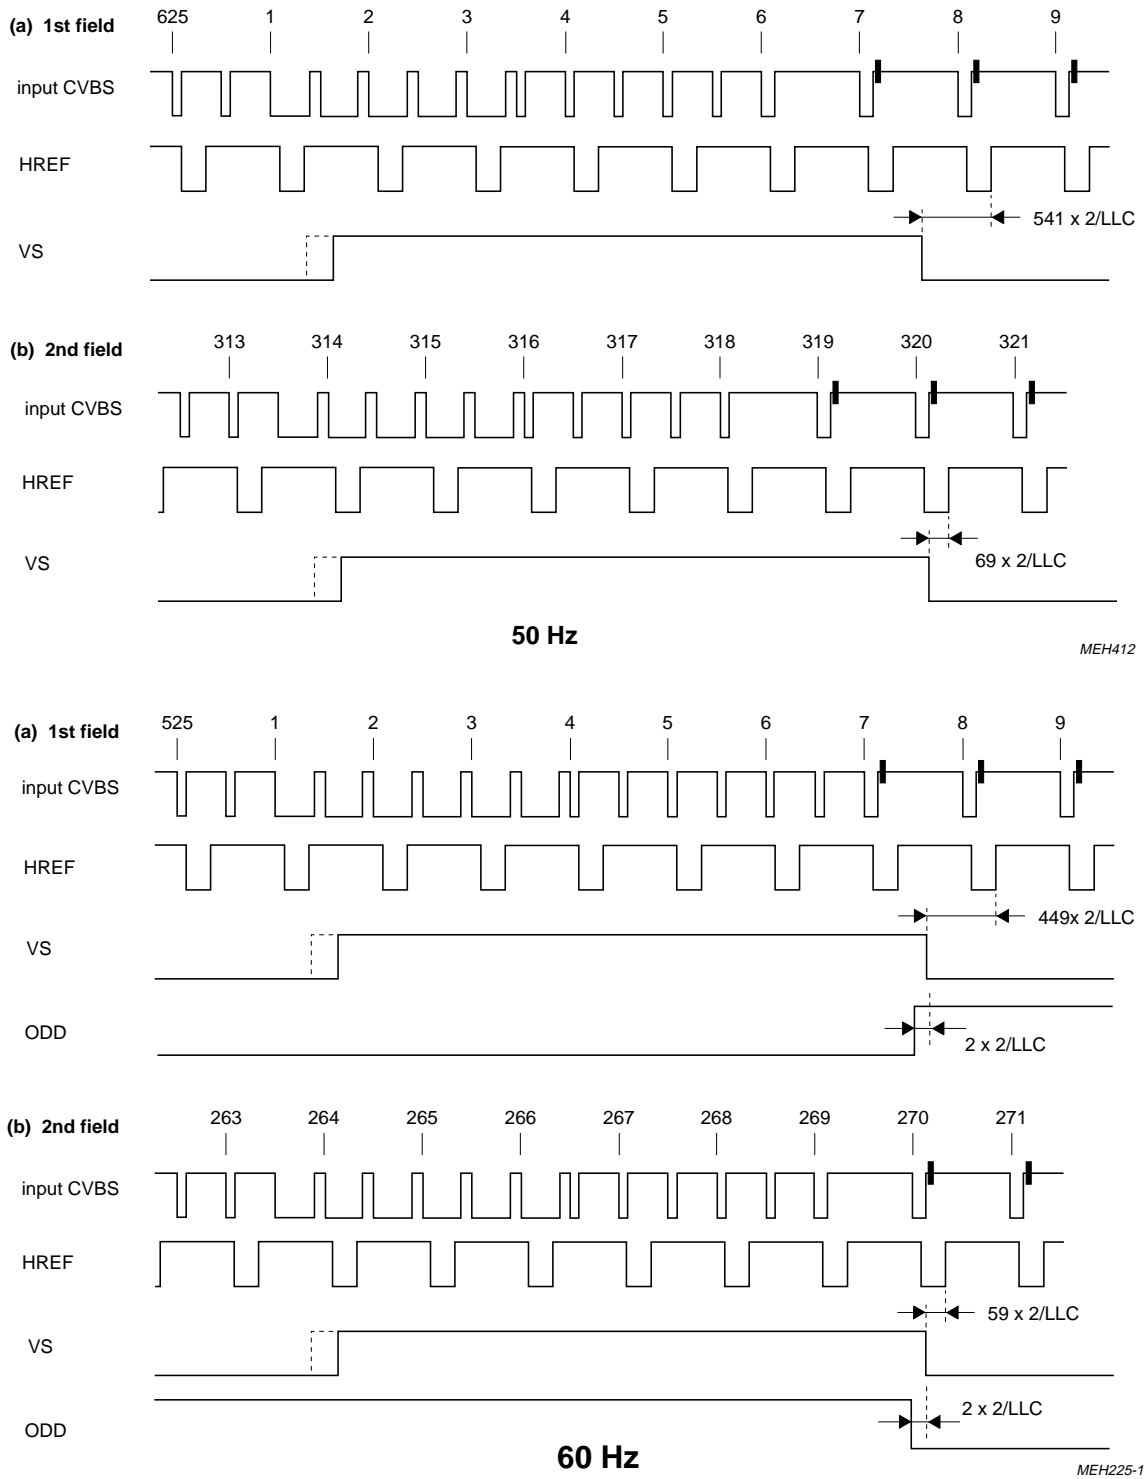 (a) 1st field 625 1 2 3 4 5 6 7 8 9
input CVBS
HREF
541 x 2/LLC
VS
(b) 2nd field 313 314 315 316 317 318 319 320 321
input CVBS
HREF
VS
69 x 2/LLC
50 Hz
MEH412
(a) 1st field 525 1 2 3 4 5 6 7 8 9
input CVBS
HREF
449x 2/LLC
VS
ODD
2 x 2/LLC
(b) 2nd field 263 264 265 266 267 268 269 270 271
input CVBS
HREF
59 x 2/LLC
VS
2 x 2/LLC
ODD
60 Hz
MEH225-1